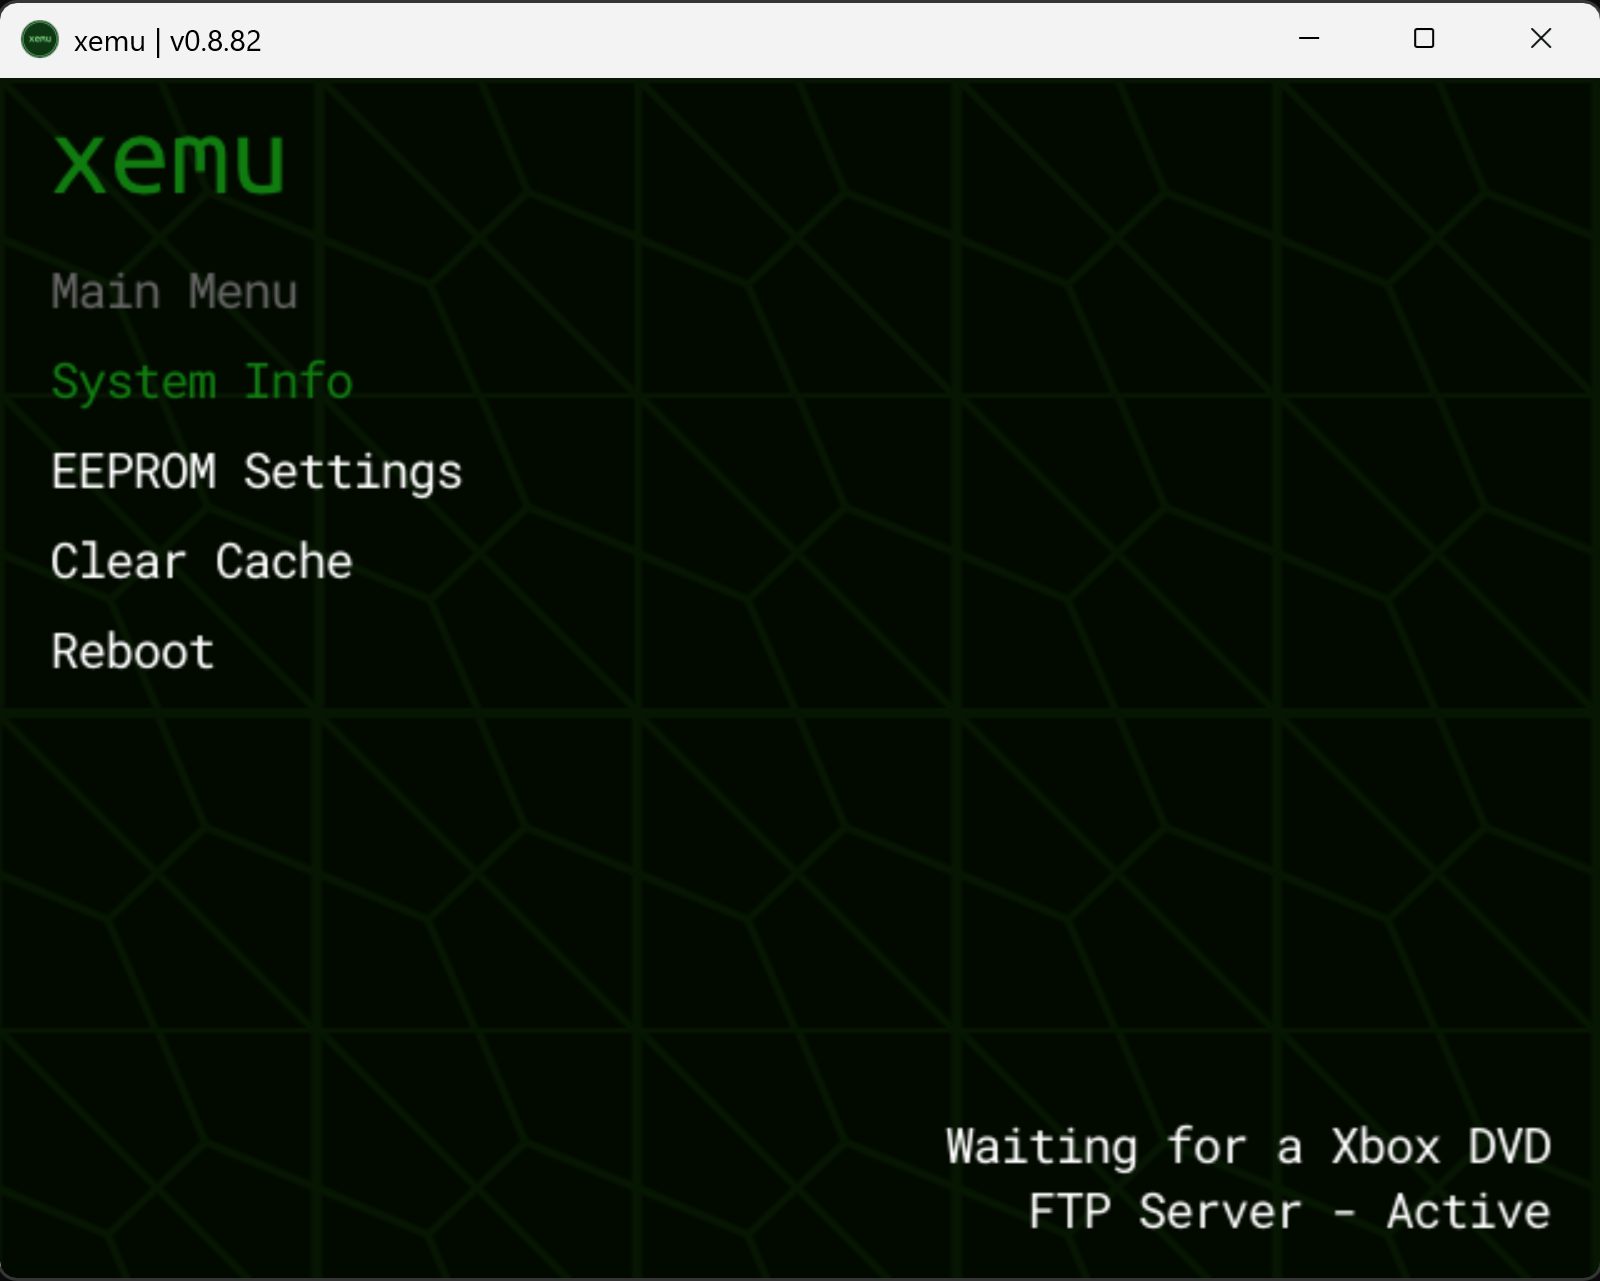 xemu
xemu | v0.8.82
xemu
Main Menu
System Info
EEPROM Settings
Clear Cache
Reboot
Waiting for a Xbox DVD
FTP Server - Active